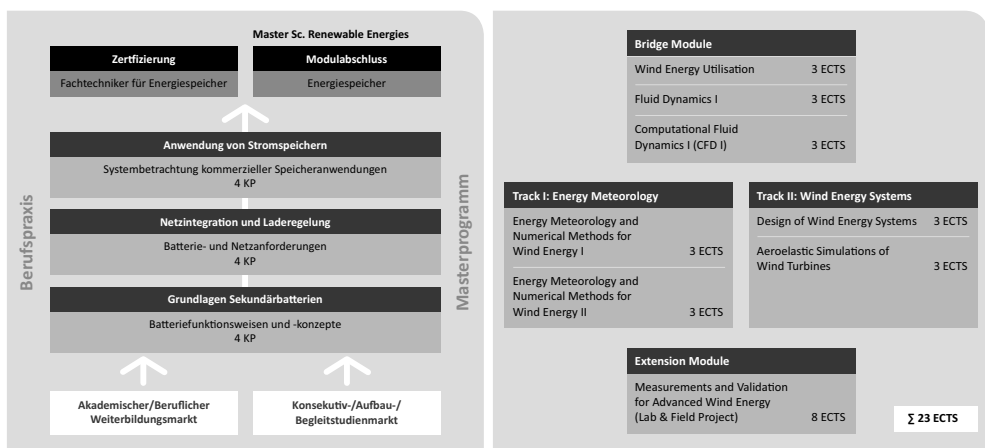 Master Sc. Renewable Energies
Zertifizierung
Fachtechniker für Energiespeicher
Modulabschluss
Energiespeicher
Anwendung von Stromspeichern
Systembetrachtung kommerzieller Speicheranwendungen
4 KP
Netzintegration und Laderegelung
Batterie- und Netzanforderungen
4 KP
Grundlagen Sekundärbatterien
Batteriefunktionsweisen und -konzepte
4 KP
Akademischer/Beruflicher
Weiterbildungsmarkt
Konsekutiv-/Aufbau-/
Begleitstudienmarkt
Berufspraxis
Masterprogramm
Bridge Module
Wind Energy Utilisation 3 ECTS
Fluid Dynamics I 3 ECTS
Computational Fluid
Dynamics I (CFD I) 3 ECTS
Track I: Energy Meteorology
Energy Meteorology and
Numerical Methods for
Wind Energy I 3 ECTS
Energy Meteorology and
Numerical Methods for
Wind Energy II 3 ECTS
Track II: Wind Energy Systems
Design of Wind Energy Systems 3 ECTS
Aeroelastic Simulations of
Wind Turbines 3 ECTS
Extension Module
Measurements and Validation
for Advanced Wind Energy
(Lab & Field Project) 8 ECTS
∑ 23 ECTS